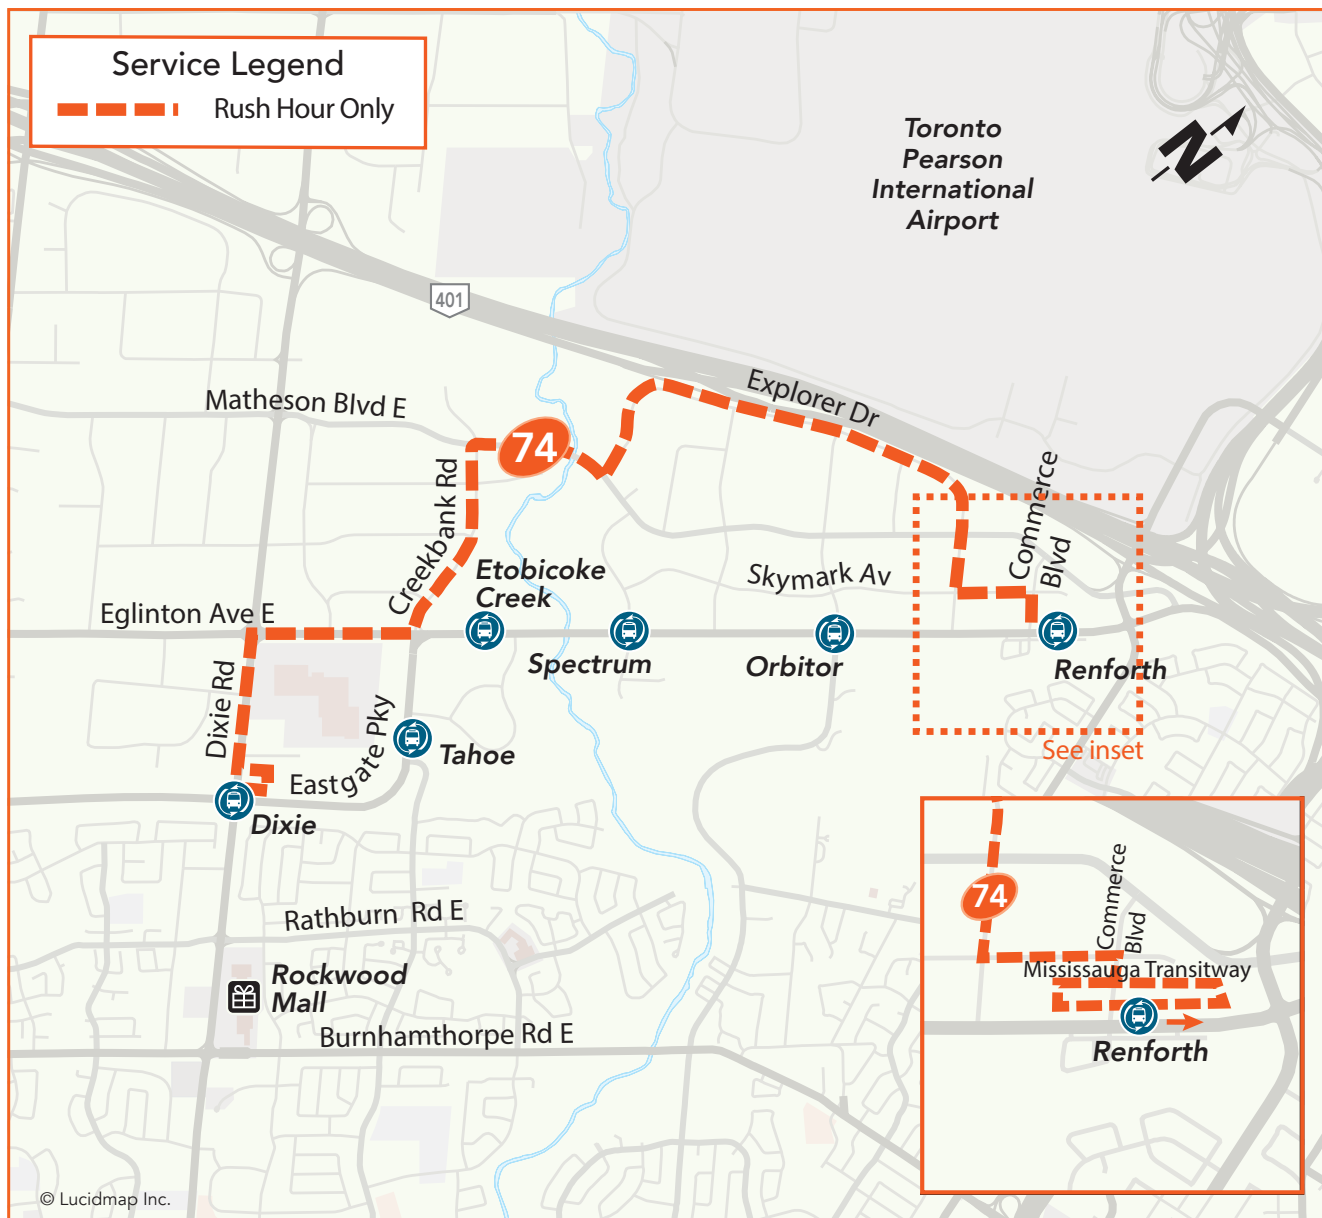 Service Legend
Rush Hour Only
Toronto
Pearson
International
Airport
N
401
Matheson Blvd E
Explorer Dr
74
Creekbank Rd
Commerce
Blvd
Etobicoke
Creek
Skymark Av
Eglinton Ave E
Spectrum
Orbitor
Renforth
Dixie Rd
Eastgate Pky
Tahoe
See inset
Dixie
Rathburn Rd E
Rockwood
Mall
Burnhamthorpe Rd E
74
Commerce
Blvd
Mississauga Transitway
Renforth
© Lucidmap Inc.